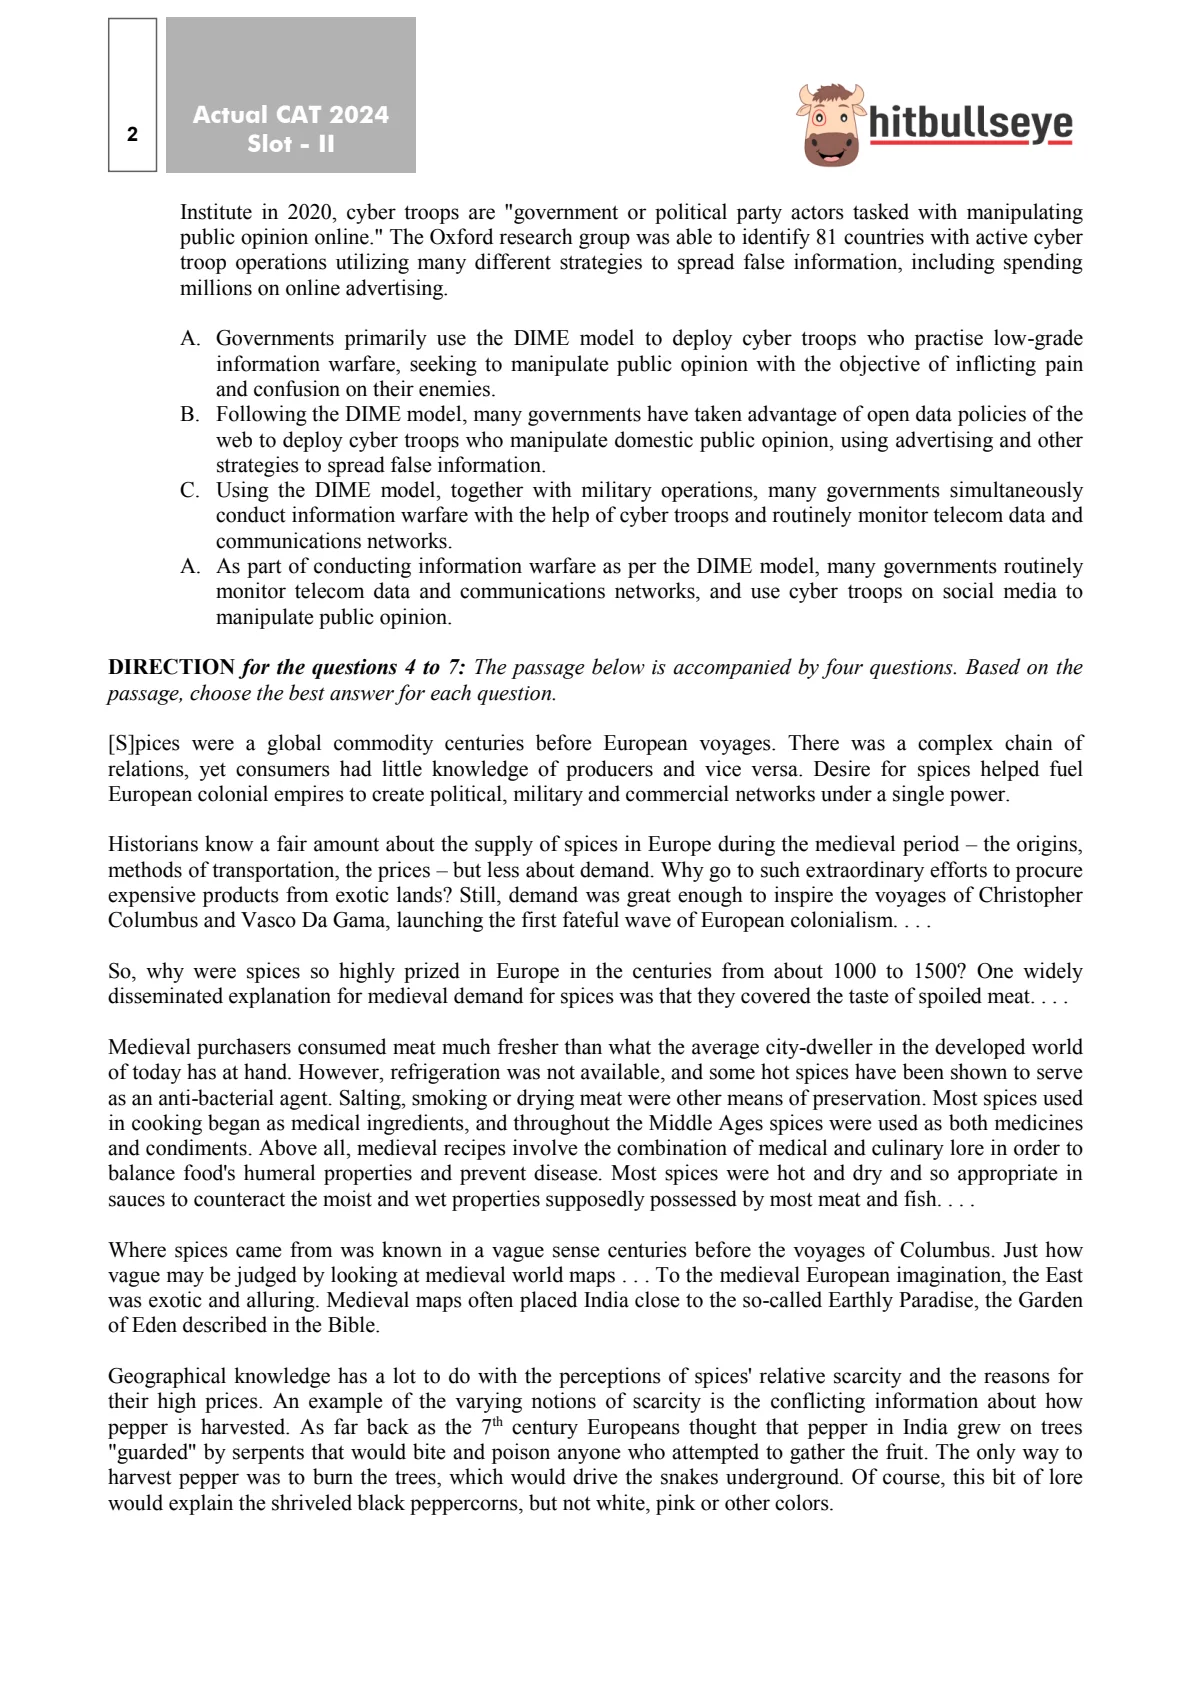 2
Actual CAT 2024
Slot - II
hitbullseye
Institute in 2020, cyber troops are "government or political party actors tasked with manipulating
public opinion online." The Oxford research group was able to identify 81 countries with active cyber
troop operations utilizing many different strategies to spread false information, including spending
millions on online advertising.
A. Governments primarily use the DIME model to deploy cyber troops who practise low-grade
information warfare, seeking to manipulate public opinion with the objective of inflicting pain
and confusion on their enemies.
B. Following the DIME model, many governments have taken advantage of open data policies of the
web to deploy cyber troops who manipulate domestic public opinion, using advertising and other
strategies to spread false information.
C. Using the DIME model, together with military operations, many governments simultaneously
conduct information warfare with the help of cyber troops and routinely monitor telecom data and
communications networks.
A. As part of conducting information warfare as per the DIME model, many governments routinely
monitor telecom data and communications networks, and use cyber troops on social media to
manipulate public opinion.
DIRECTION for the questions 4 to 7: The passage below is accompanied by four questions. Based on the
passage, choose the best answer for each question.
[S]pices were a global commodity centuries before European voyages. There was a complex chain of
relations, yet consumers had little knowledge of producers and vice versa. Desire for spices helped fuel
European colonial empires to create political, military and commercial networks under a single power.
Historians know a fair amount about the supply of spices in Europe during the medieval period – the origins,
methods of transportation, the prices – but less about demand. Why go to such extraordinary efforts to procure
expensive products from exotic lands? Still, demand was great enough to inspire the voyages of Christopher
Columbus and Vasco Da Gama, launching the first fateful wave of European colonialism. . . .
So, why were spices so highly prized in Europe in the centuries from about 1000 to 1500? One widely
disseminated explanation for medieval demand for spices was that they covered the taste of spoiled meat. . . .
Medieval purchasers consumed meat much fresher than what the average city-dweller in the developed world
of today has at hand. However, refrigeration was not available, and some hot spices have been shown to serve
as an anti-bacterial agent. Salting, smoking or drying meat were other means of preservation. Most spices used
in cooking began as medical ingredients, and throughout the Middle Ages spices were used as both medicines
and condiments. Above all, medieval recipes involve the combination of medical and culinary lore in order to
balance food's humeral properties and prevent disease. Most spices were hot and dry and so appropriate in
sauces to counteract the moist and wet properties supposedly possessed by most meat and fish. . . .
Where spices came from was known in a vague sense centuries before the voyages of Columbus. Just how
vague may be judged by looking at medieval world maps . . . To the medieval European imagination, the East
was exotic and alluring. Medieval maps often placed India close to the so-called Earthly Paradise, the Garden
of Eden described in the Bible.
Geographical knowledge has a lot to do with the perceptions of spices' relative scarcity and the reasons for
their high prices. An example of the varying notions of scarcity is the conflicting information about how
pepper is harvested. As far back as the 7th century Europeans thought that pepper in India grew on trees
"guarded" by serpents that would bite and poison anyone who attempted to gather the fruit. The only way to
harvest pepper was to burn the trees, which would drive the snakes underground. Of course, this bit of lore
would explain the shriveled black peppercorns, but not white, pink or other colors.